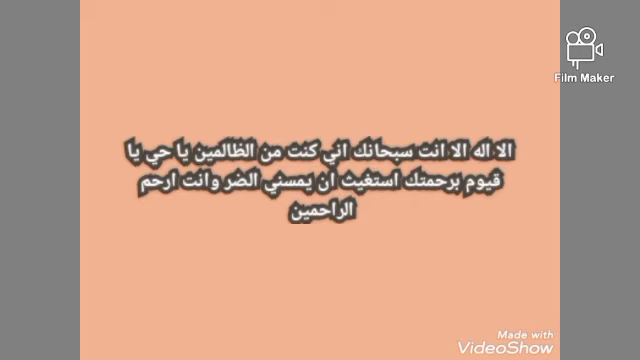 الا اله الا انت سبحانك اني كنت من الظالمين يا حي يا
قيوم برحمتك استغيث ان يمسني الضر وانت ارحم
الراحمين
Film Maker
Made with
VideoShow